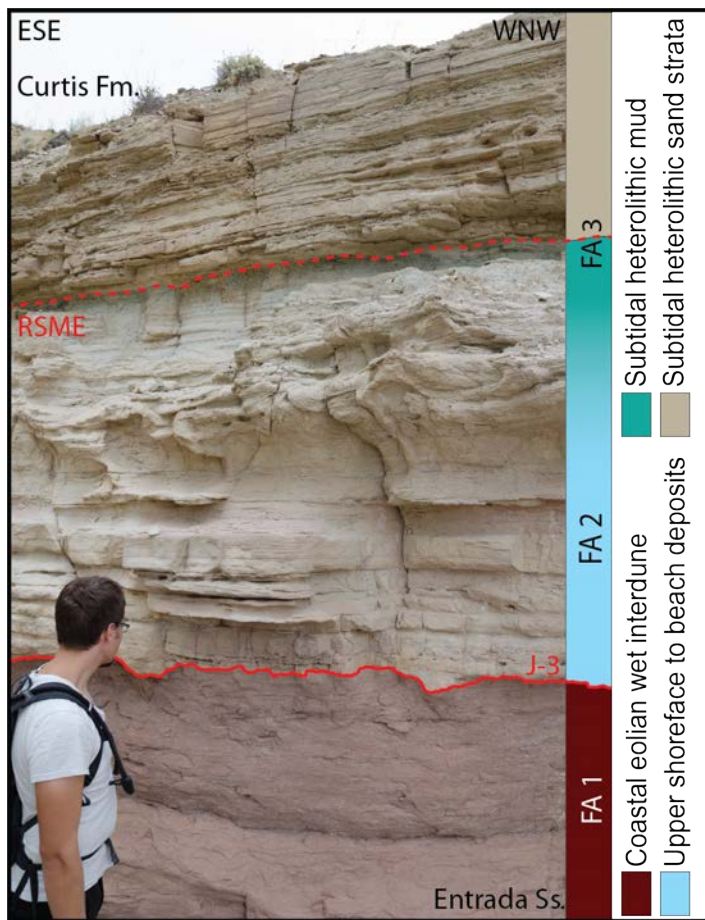 ESE
WNW
Curtis Fm.
RSME
J-3
Entrada Ss.
FA 3
FA 2
FA 1
Coastal eolian wet interdune
Upper shoreface to beach deposits
Subtidal heterolithic mud
Subtidal heterolithic sand strata